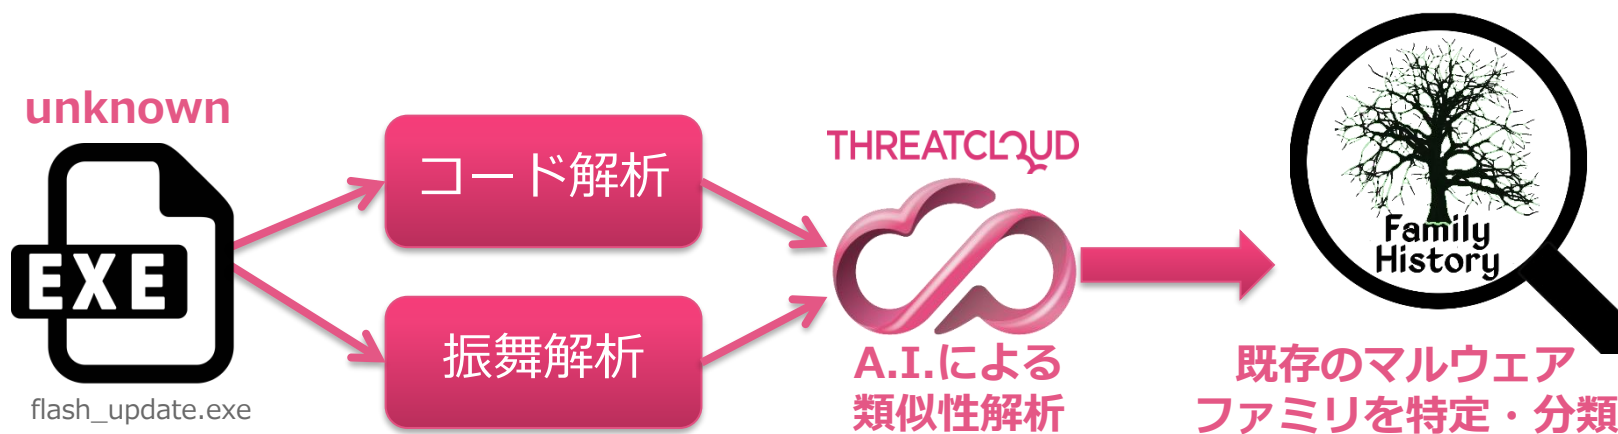 unknown
EXE
flash_update.exe
コード解析
振舞解析
THREATCLOUD
A.I.による
類似性解析
Family
History
既存のマルウェア
ファミリを特定・分類